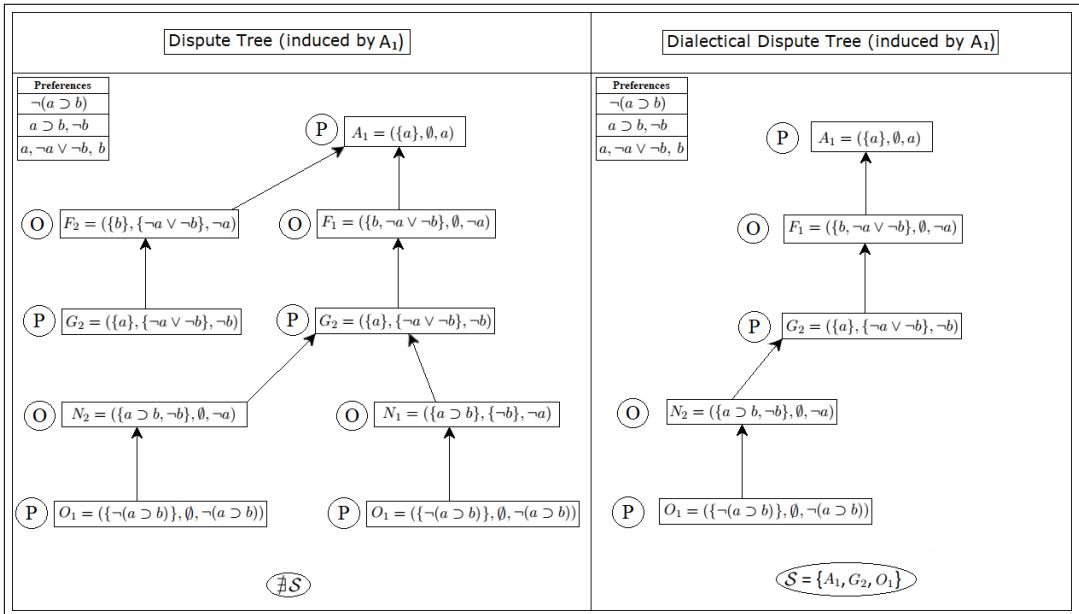 Dispute Tree (induced by A₁)
Preferences
¬(a ⊃ b)
a ⊃ b, ¬b
a, ¬a ∨ ¬b, b
P
A₁ = ({a}, ∅, a)
O
F₂ = ({b}, {¬a ∨ ¬b}, ¬a)
O
F₁ = ({b, ¬a ∨ ¬b}, ∅, ¬a)
P
G₂ = ({a}, {¬a ∨ ¬b}, ¬b)
P
G₂ = ({a}, {¬a ∨ ¬b}, ¬b)
O
N₂ = ({a ⊃ b, ¬b}, ∅, ¬a)
O
N₁ = ({a ⊃ b}, {¬b}, ¬a)
P
O₁ = ({¬(a ⊃ b)}, ∅, ¬(a ⊃ b))
P
O₁ = ({¬(a ⊃ b)}, ∅, ¬(a ⊃ b))
∄S
Dialectical Dispute Tree (induced by A₁)
Preferences
¬(a ⊃ b)
a ⊃ b, ¬b
a, ¬a ∨ ¬b, b
P
A₁ = ({a}, ∅, a)
O
F₁ = ({b, ¬a ∨ ¬b}, ∅, ¬a)
P
G₂ = ({a}, {¬a ∨ ¬b}, ¬b)
O
N₂ = ({a ⊃ b, ¬b}, ∅, ¬a)
P
O₁ = ({¬(a ⊃ b)}, ∅, ¬(a ⊃ b))
S = {A₁, G₂, O₁}